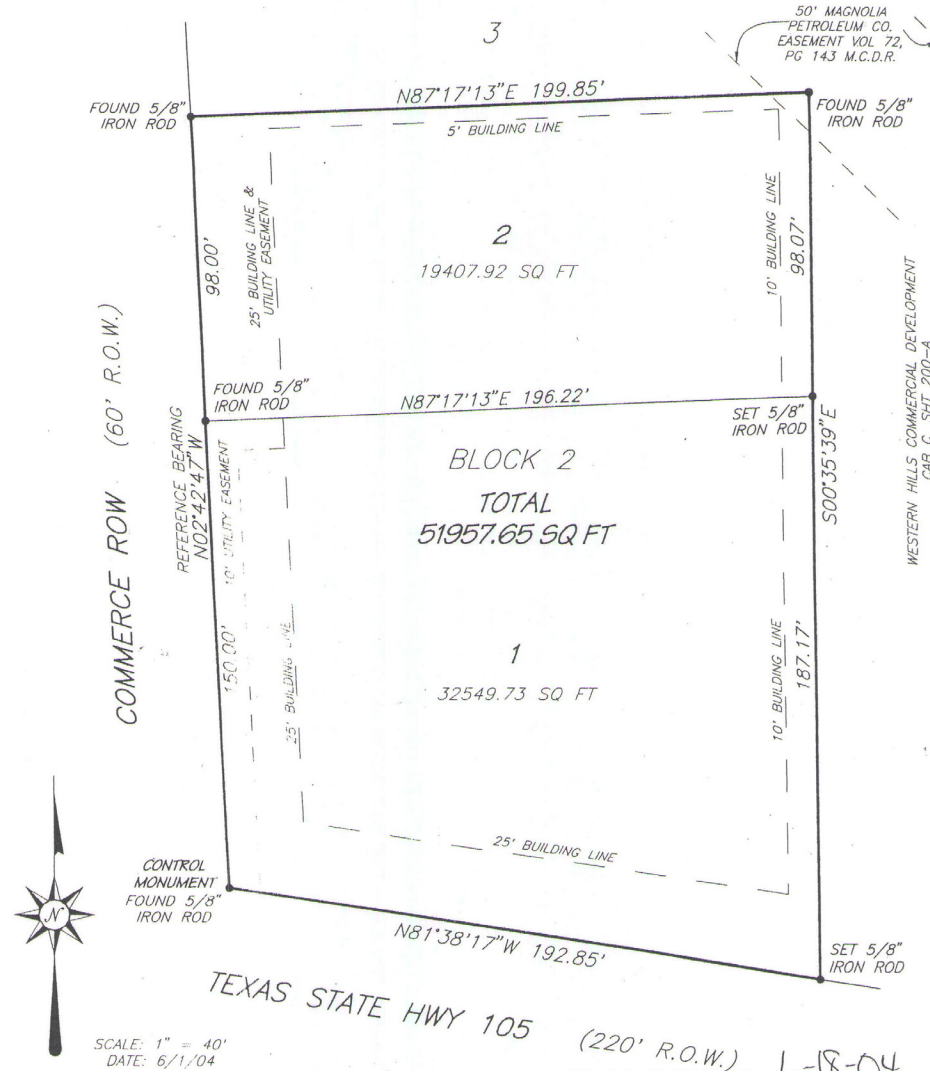 3
50' MAGNOLIA
PETROLEUM CO.
EASEMENT VOL 72,
PG 143 M.C.D.R.
FOUND 5/8"
IRON ROD
N87°17'13"E 199.85'
FOUND 5/8"
IRON ROD
5' BUILDING LINE
25' BUILDING LINE &
UTILITY EASEMENT
98.00'
2
19407.92 SQ FT
10' BUILDING LINE
98.07'
WESTERN HILLS COMMERCIAL DEVELOPMENT
CAB G, SHT 200-A
COMMERCE ROW (60' R.O.W.)
FOUND 5/8"
IRON ROD
N87°17'13"E 196.22'
SET 5/8"
IRON ROD
REFERENCE BEARING
N02°42'47"W
10' UTILITY EASEMENT
BLOCK 2
TOTAL
51957.65 SQ FT
S00°35'39"E
150.00'
25' BUILDING LINE
1
32549.73 SQ FT
10' BUILDING LINE
187.17'
25' BUILDING LINE
CONTROL
MONUMENT
FOUND 5/8"
IRON ROD
N81°38'17"W 192.85'
SET 5/8"
IRON ROD
N
TEXAS STATE HWY 105 (220' R.O.W.)
SCALE: 1" = 40'
DATE: 6/1/04